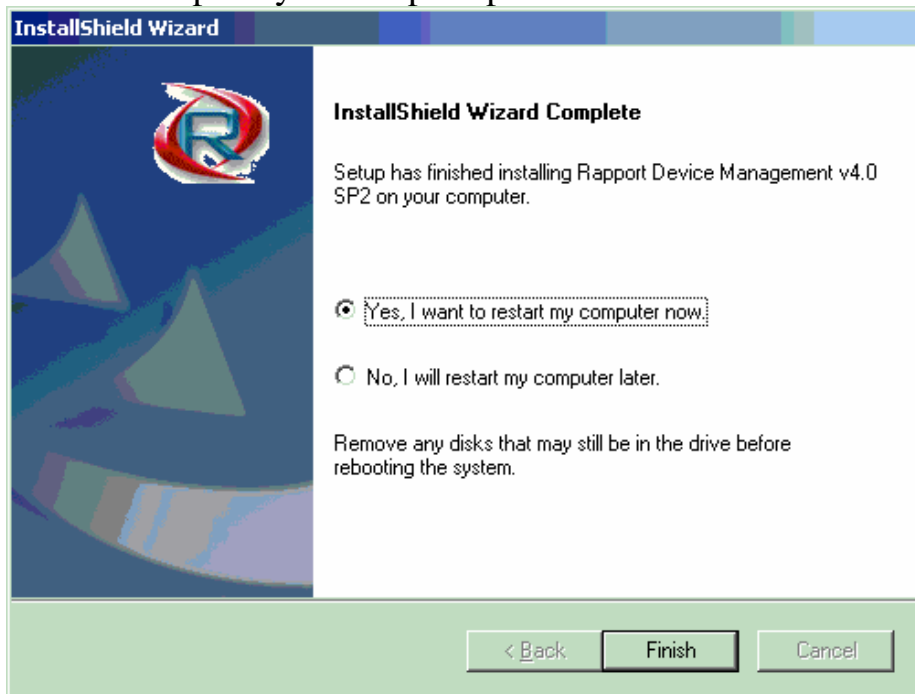 InstallShield Wizard
R
InstallShield Wizard Complete
Setup has finished installing Rapport Device Management v4.0
SP2 on your computer.
Yes, I want to restart my computer now.
No, I will restart my computer later.
Remove any disks that may still be in the drive before
rebooting the system.
< Back
Finish
Cancel